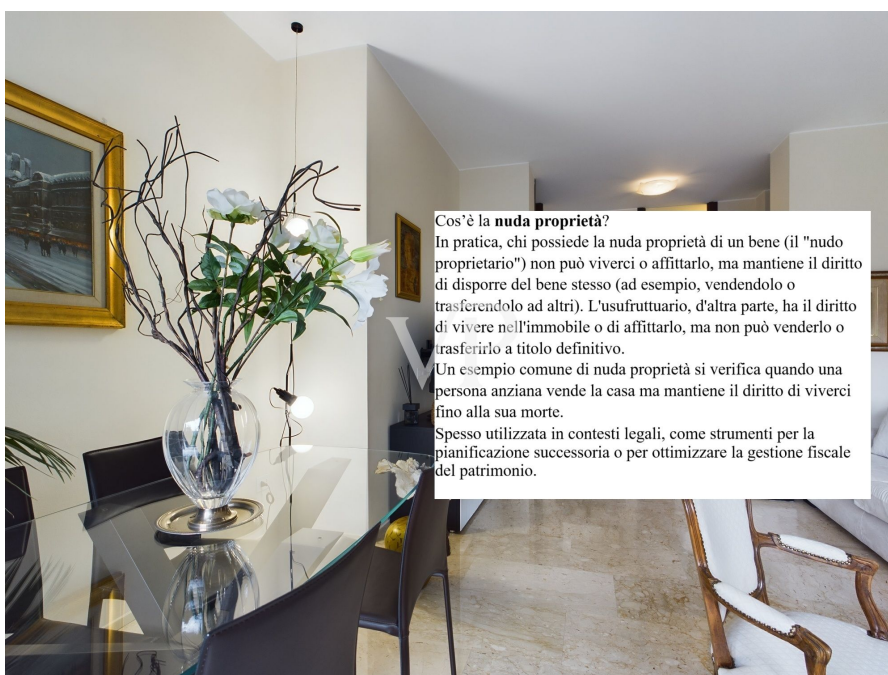 Cos'è la nuda proprietà?
In pratica, chi possiede la nuda proprietà di un bene (il "nudo
proprietario") non può viverci o affittarlo, ma mantiene il diritto
di disporre del bene stesso (ad esempio, vendendolo o
trasferendolo ad altri). L'usufruttuario, d'altra parte, ha il diritto
di vivere nell'immobile o di affittarlo, ma non può venderlo o
trasferirlo a titolo definitivo.
Un esempio comune di nuda proprietà si verifica quando una
persona anziana vende la casa ma mantiene il diritto di viverci
fino alla sua morte.
Spesso utilizzata in contesti legali, come strumenti per la
pianificazione successoria o per ottimizzare la gestione fiscale
del patrimonio.
VP